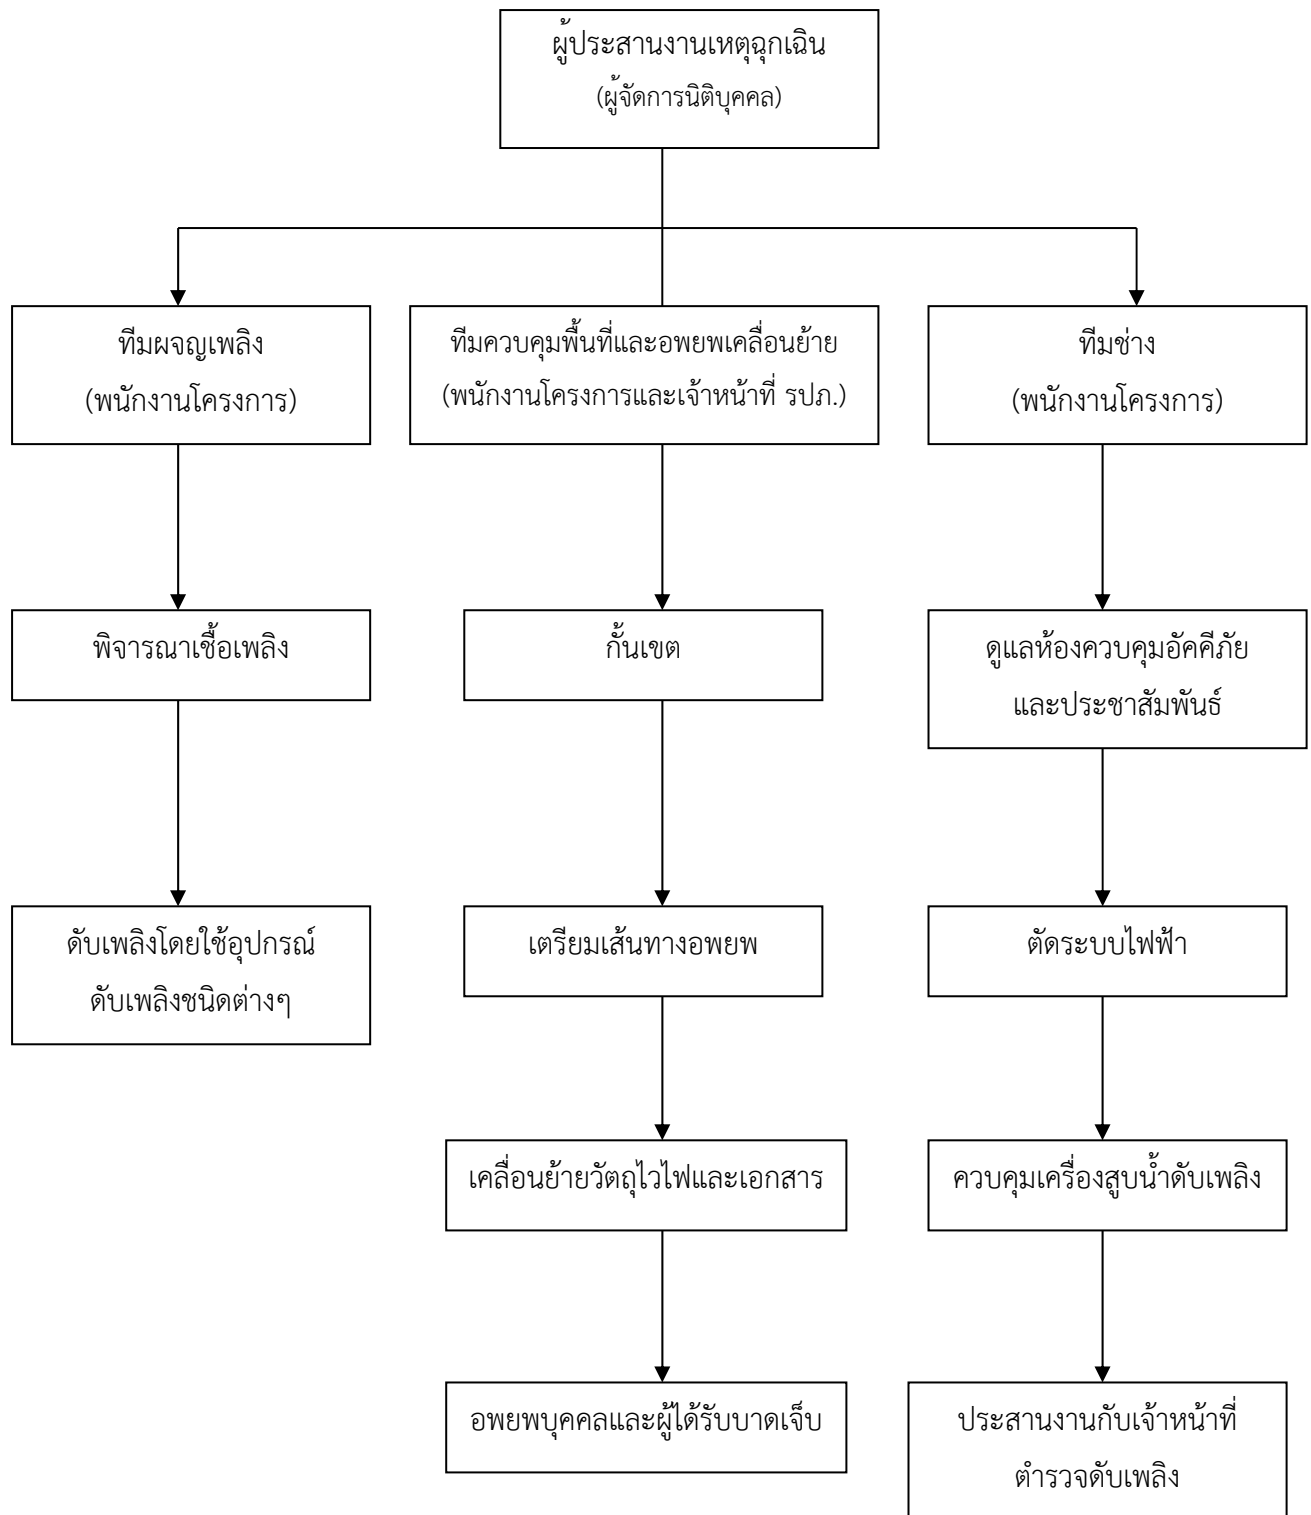 ผู้ประสานงานเหตุฉุกเฉิน
(ผู้จัดการนิติบุคคล)
ทีมผจญเพลิง
(พนักงานโครงการ)
ทีมควบคุมพื้นที่และอพยพเคลื่อนย้าย
(พนักงานโครงการและเจ้าหน้าที่ รปภ.)
ทีมช่าง
(พนักงานโครงการ)
พิจารณาเชื้อเพลิง
กั้นเขต
ดูแลห้องควบคุมอัคคีภัย
และประชาสัมพันธ์
ดับเพลิงโดยใช้อุปกรณ์
ดับเพลิงชนิดต่างๆ
เตรียมเส้นทางอพยพ
ตัดระบบไฟฟ้า
เคลื่อนย้ายวัตถุไวไฟและเอกสาร
ควบคุมเครื่องสูบน้ำดับเพลิง
อพยพบุคคลและผู้ได้รับบาดเจ็บ
ประสานงานกับเจ้าหน้าที่
ตำรวจดับเพลิง